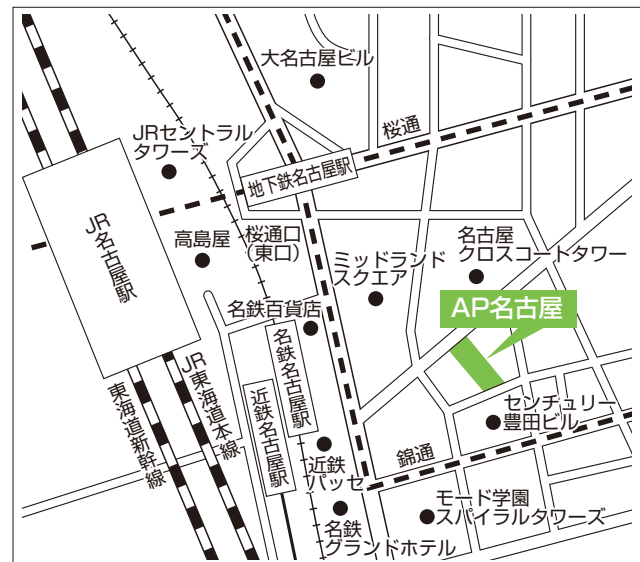 大名古屋ビル
桜通
JRセントラル
タワーズ
地下鉄名古屋駅
JR名古屋駅
高島屋
桜通口
(東口)
ミッドランド
スクエア
名古屋
クロスコートタワー
AP名古屋
名鉄百貨店
名鉄名古屋駅
近鉄名古屋駅
JR東海道本線
東海道新幹線
センチュリー
豊田ビル
錦通
近鉄
パッセ
モード学園
スパイラルタワーズ
名鉄
グランドホテル